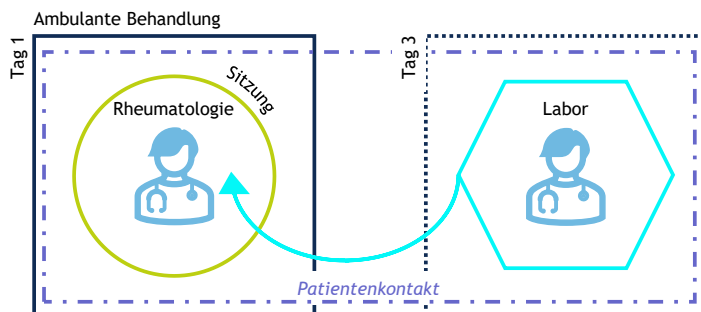 Ambulante Behandlung
Tag 1
Tag 3
Sitzung
Rheumatologie
Labor
Patientenkontakt